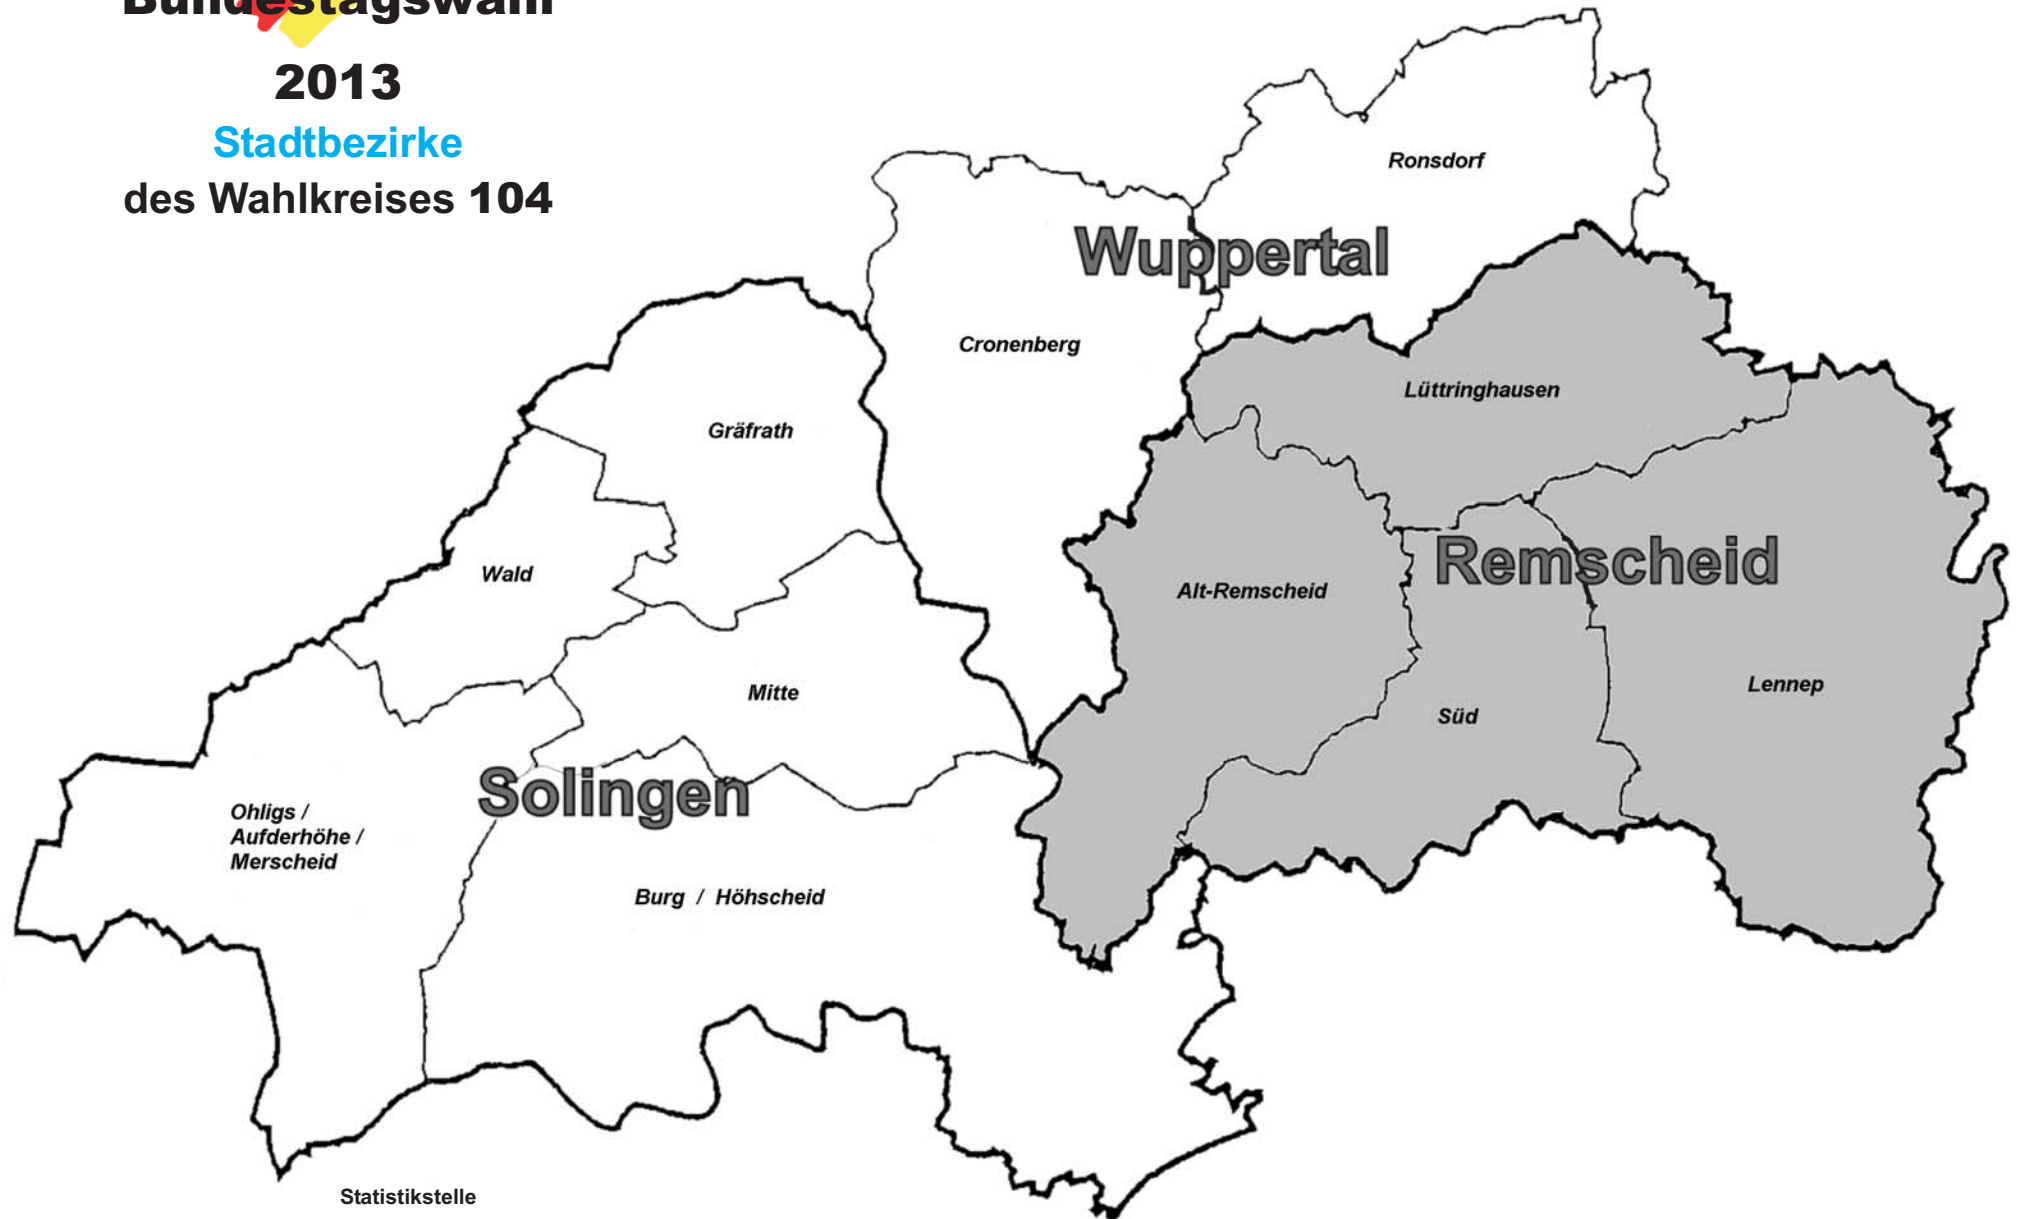 Bundestagswahl
2013
Stadtbezirke
des Wahlkreises 104
Ronsdorf
Wuppertal
Cronenberg
Lüttringhausen
Gräfrath
Remscheid
Wald
Alt-Remscheid
Mitte
Lennep
Süd
Solingen
Ohligs /
Aufderhöhe /
Merscheid
Burg / Höhscheid
Statistikstelle